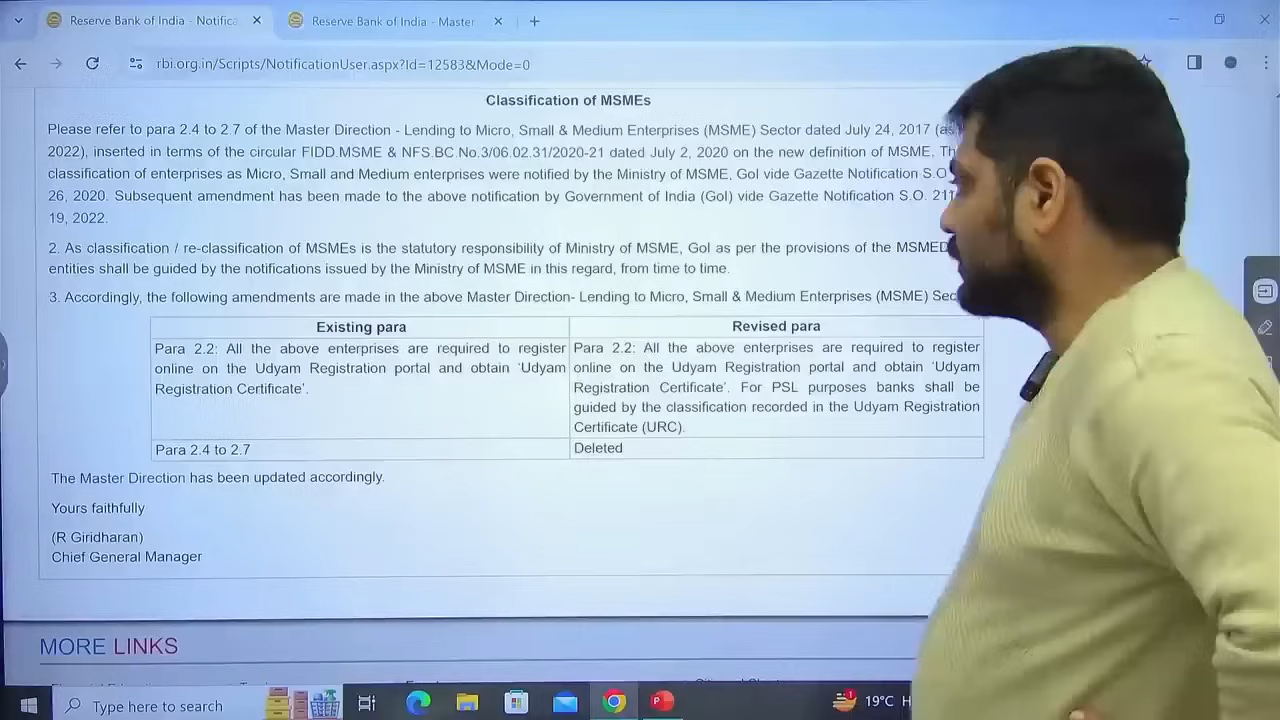 Reserve Bank of India - Notifica
Reserve Bank of India - Master
rbi.org.in/Scripts/NotificationUser.aspx?Id=12583&Mode=0
Classification of MSMEs
Please refer to para 2.4 to 2.7 of the Master Direction - Lending to Micro, Small & Medium Enterprises (MSME) Sector dated July 24, 2017 (as
2022), inserted in terms of the circular FIDD.MSME & NFS.BC.No.3/06.02.31/2020-21 dated July 2, 2020 on the new definition of MSME. Th
classification of enterprises as Micro, Small and Medium enterprises were notified by the Ministry of MSME, GoI vide Gazette Notification S.O.
26, 2020. Subsequent amendment has been made to the above notification by Government of India (GoI) vide Gazette Notification S.O. 21
19, 2022.
2. As classification / re-classification of MSMEs is the statutory responsibility of Ministry of MSME, GoI as per the provisions of the MSMED
entities shall be guided by the notifications issued by the Ministry of MSME in this regard, from time to time.
3. Accordingly, the following amendments are made in the above Master Direction- Lending to Micro, Small & Medium Enterprises (MSME) Sec
Existing para
Para 2.2: All the above enterprises are required to register
online on the Udyam Registration portal and obtain ‘Udyam
Registration Certificate’.
Revised para
Para 2.2: All the above enterprises are required to register
online on the Udyam Registration portal and obtain ‘Udyam
Registration Certificate’. For PSL purposes banks shall be
guided by the classification recorded in the Udyam Registration
Certificate (URC).
Para 2.4 to 2.7
Deleted
The Master Direction has been updated accordingly.
Yours faithfully
(R Giridharan)
Chief General Manager
MORE LINKS
Type here to search
19°C H